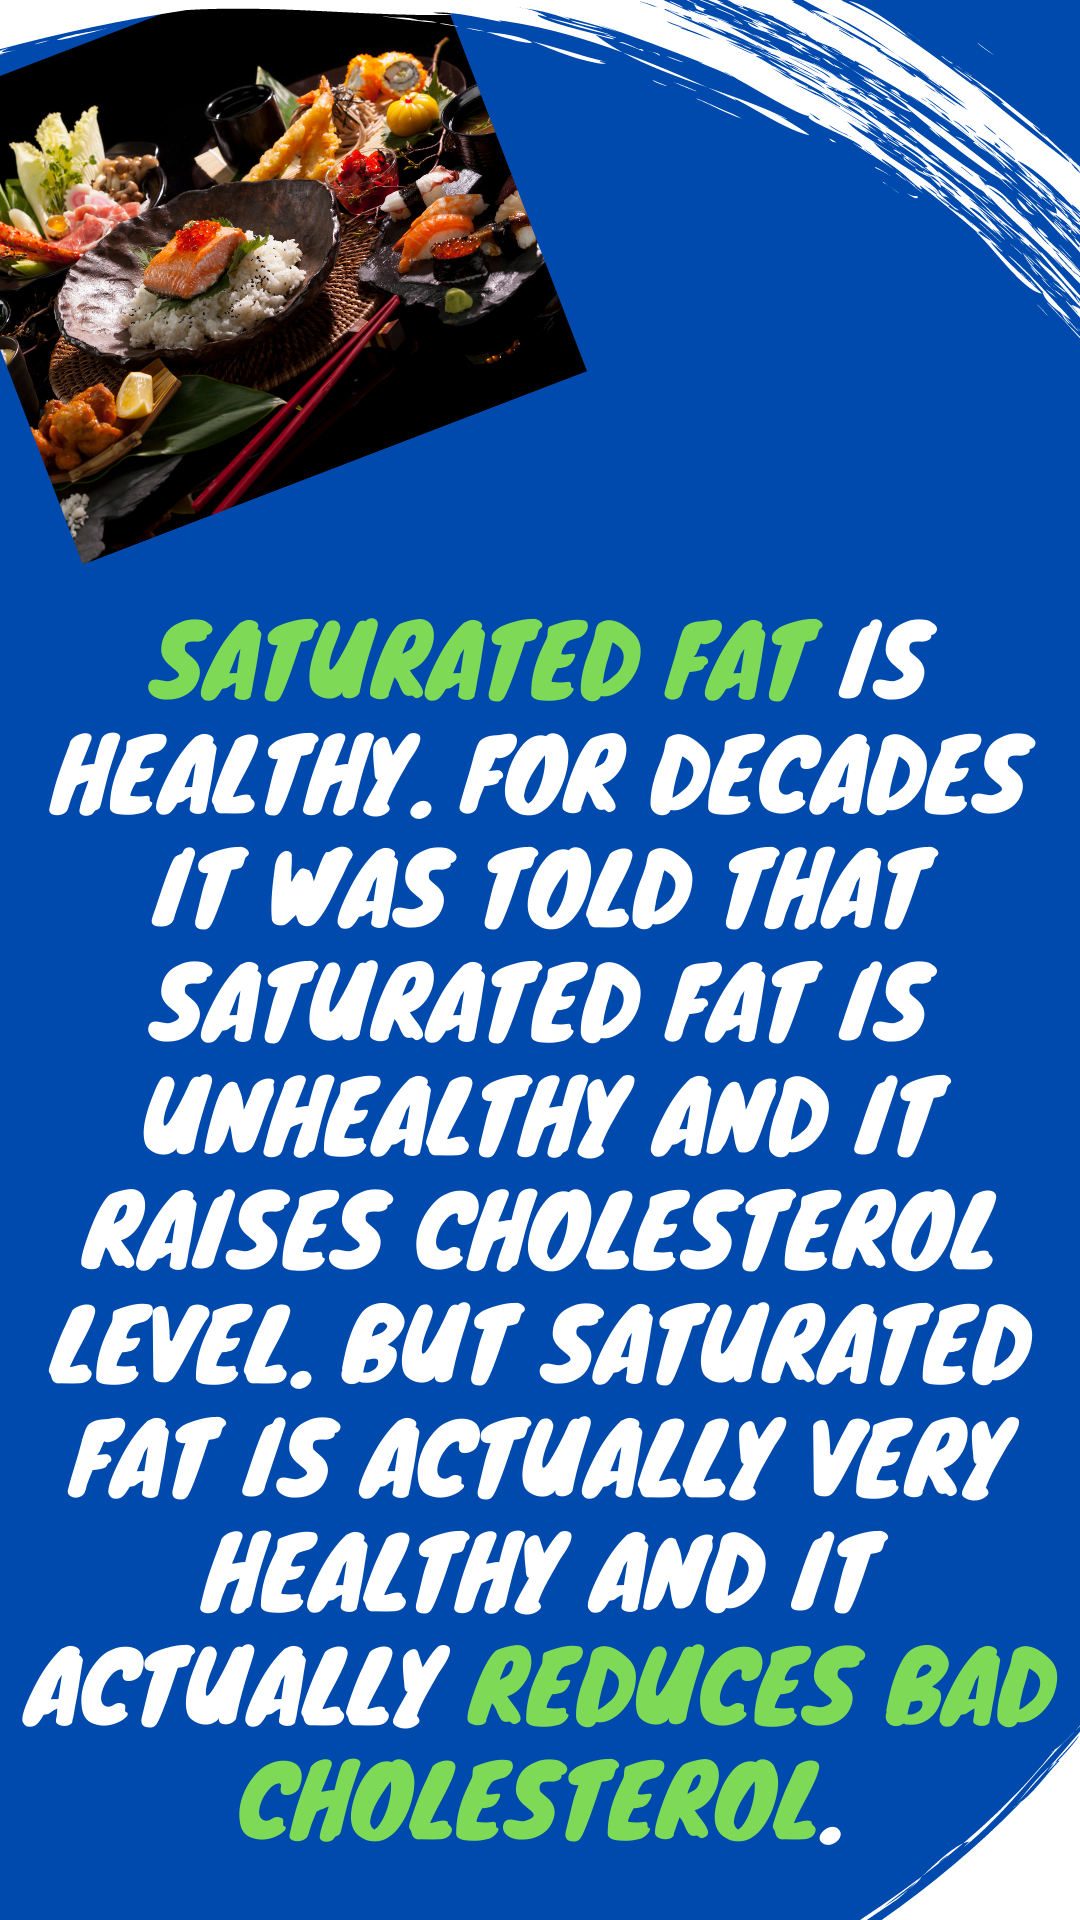 SATURATED FAT IS
HEALTHY. FOR DECADES
IT WAS TOLD THAT
SATURATED FAT IS
UNHEALTHY AND IT
RAISES CHOLESTEROL
LEVEL. BUT SATURATED
FAT IS ACTUALLY VERY
HEALTHY AND IT
ACTUALLY REDUCES BAD
CHOLESTEROL.